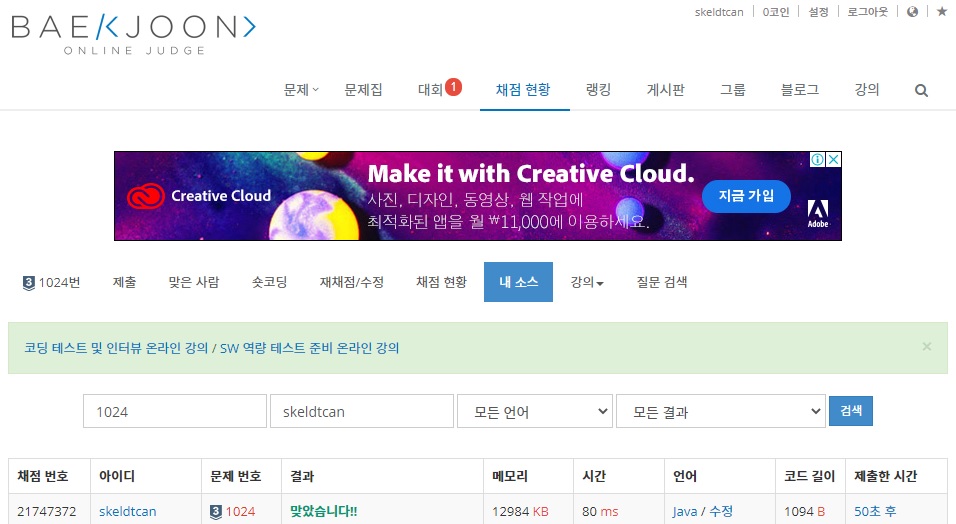 skeldtcan 0코인 설정 로그아웃
BAEKJOON
ONLINE JUDGE
문제 문제집 대회 1 채점 현황 랭킹 게시판 그룹 블로그 강의
Make it with Creative Cloud.
Creative Cloud
사진, 디자인, 동영상, 웹 작업에
최적화된 앱을 월 ₩11,000에 이용하세요.
지금 가입
Adobe
3 1024번 제출 맞은 사람 숏코딩 재채점/수정 채점 현황 내 소스 강의 질문 검색
코딩 테스트 및 인터뷰 온라인 강의 / SW 역량 테스트 준비 온라인 강의 ×
1024 skeldtcan 모든 언어 모든 결과 검색
채점 번호 아이디 문제 번호 결과 메모리 시간 언어 코드 길이 제출한 시간
21747372 skeldtcan 3 1024 맞았습니다!! 12984 KB 80 ms Java / 수정 1094 B 50초 후